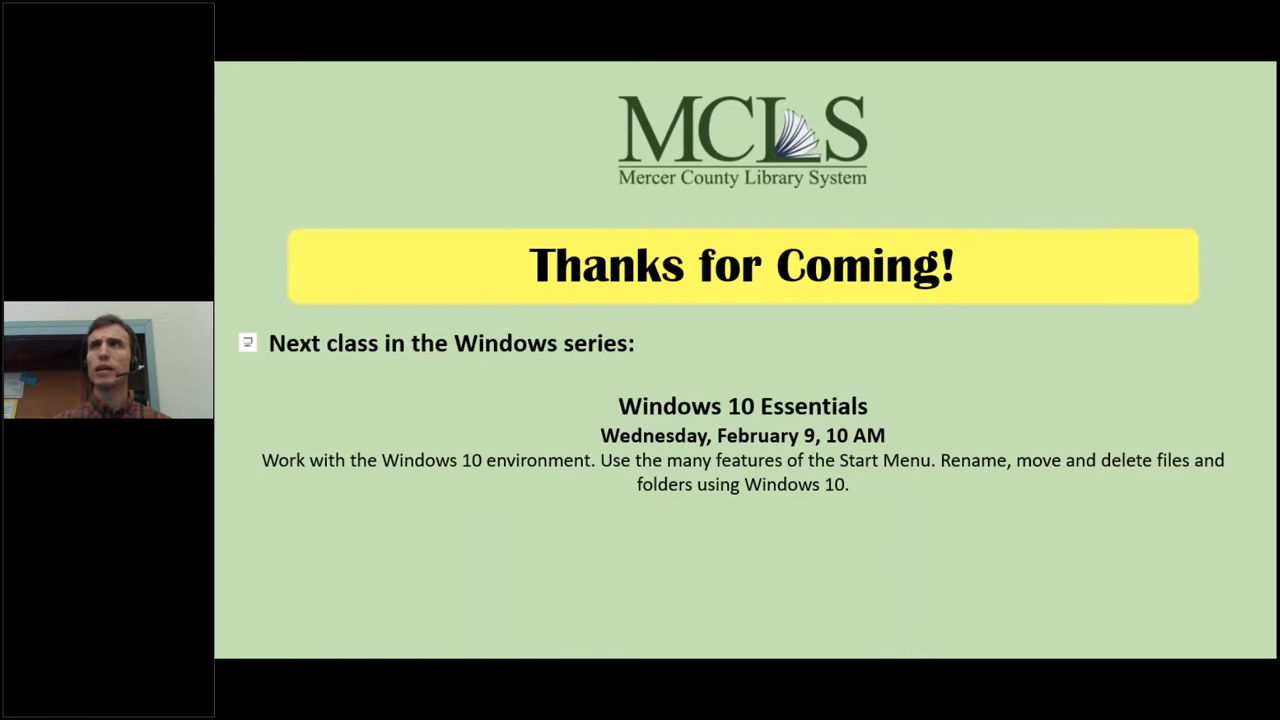 MCLS
Mercer County Library System
Thanks for Coming!
Next class in the Windows series:
Windows 10 Essentials
Wednesday, February 9, 10 AM
Work with the Windows 10 environment. Use the many features of the Start Menu. Rename, move and delete files and
folders using Windows 10.